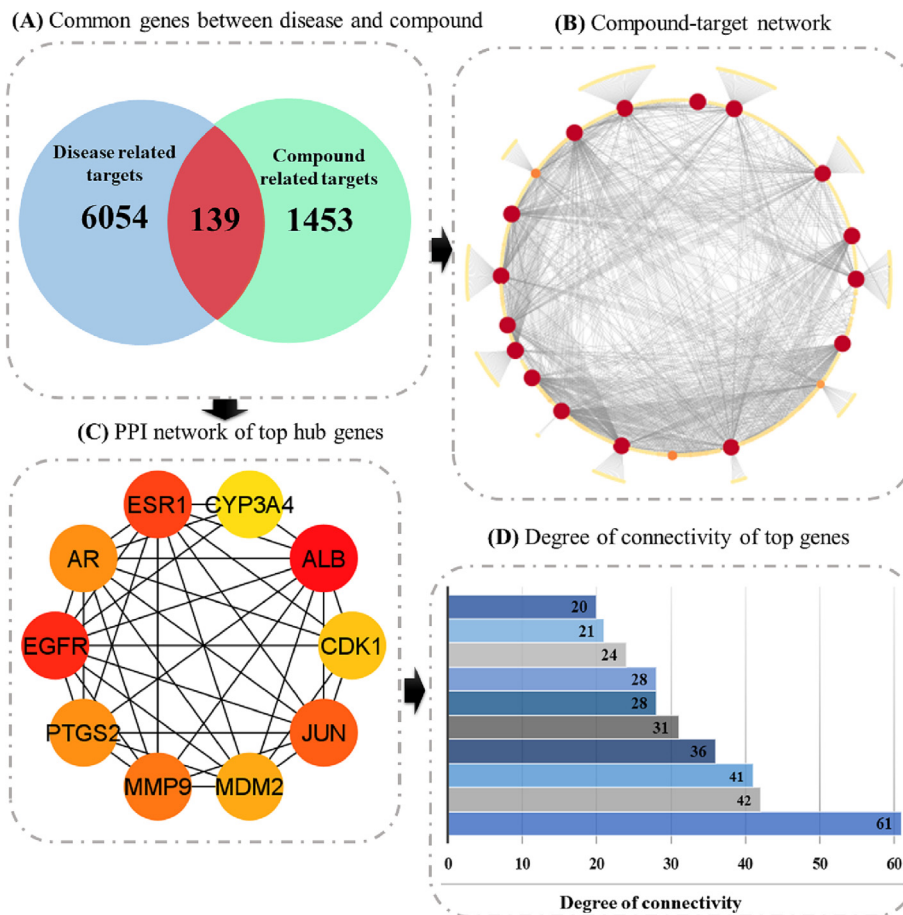 (A) Common genes between disease and compound
Disease related
targets
6054
139
Compound
related targets
1453
(B) Compound-target network
(C) PPI network of top hub genes
ESR1
CYP3A4
AR
ALB
EGFR
CDK1
PTGS2
JUN
MMP9
MDM2
(D) Degree of connectivity of top genes
20
21
24
28
28
31
36
41
42
61
0 10 20 30 40 50 60
Degree of connectivity